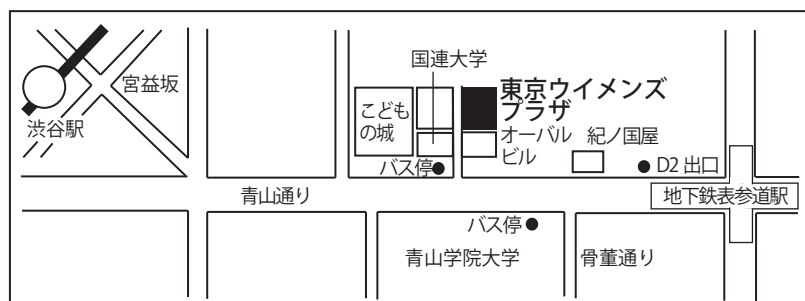 国連大学
宮益坂
東京ウイメンズ
プラザ
こども
の城
渋谷駅
オーバル
ビル
紀ノ国屋
バス停
D2 出口
青山通り
地下鉄表参道駅
バス停
青山学院大学
骨董通り